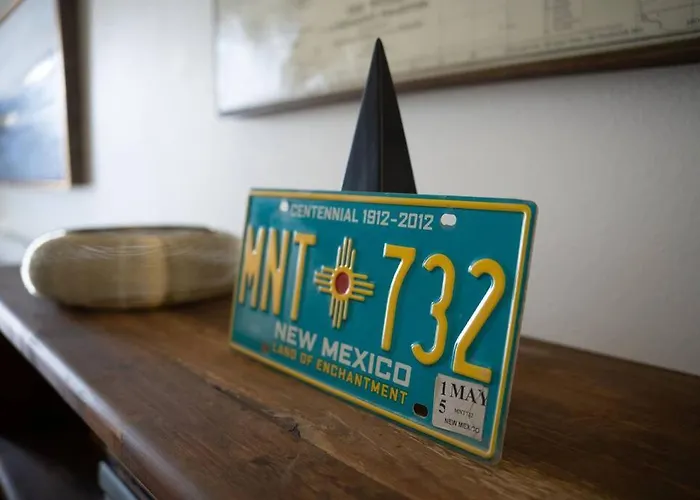 CENTENNIAL 1912-2012
MNT 732
NEW MEXICO
LAND OF ENCHANTMENT
1 MAY
5
NEW MEXICO